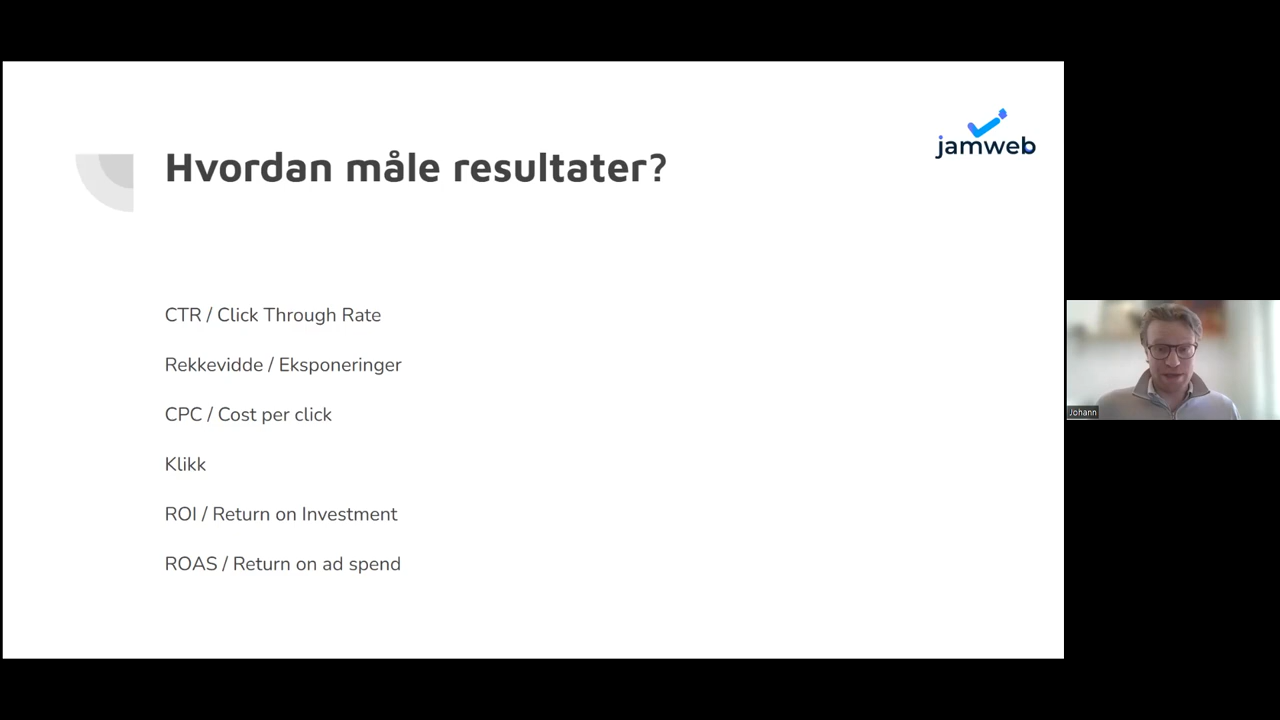 jamweb
Hvordan måle resultater?
CTR / Click Through Rate
Rekkevidde / Eksponeringer
CPC / Cost per click
Klikk
ROI / Return on Investment
ROAS / Return on ad spend
Johann